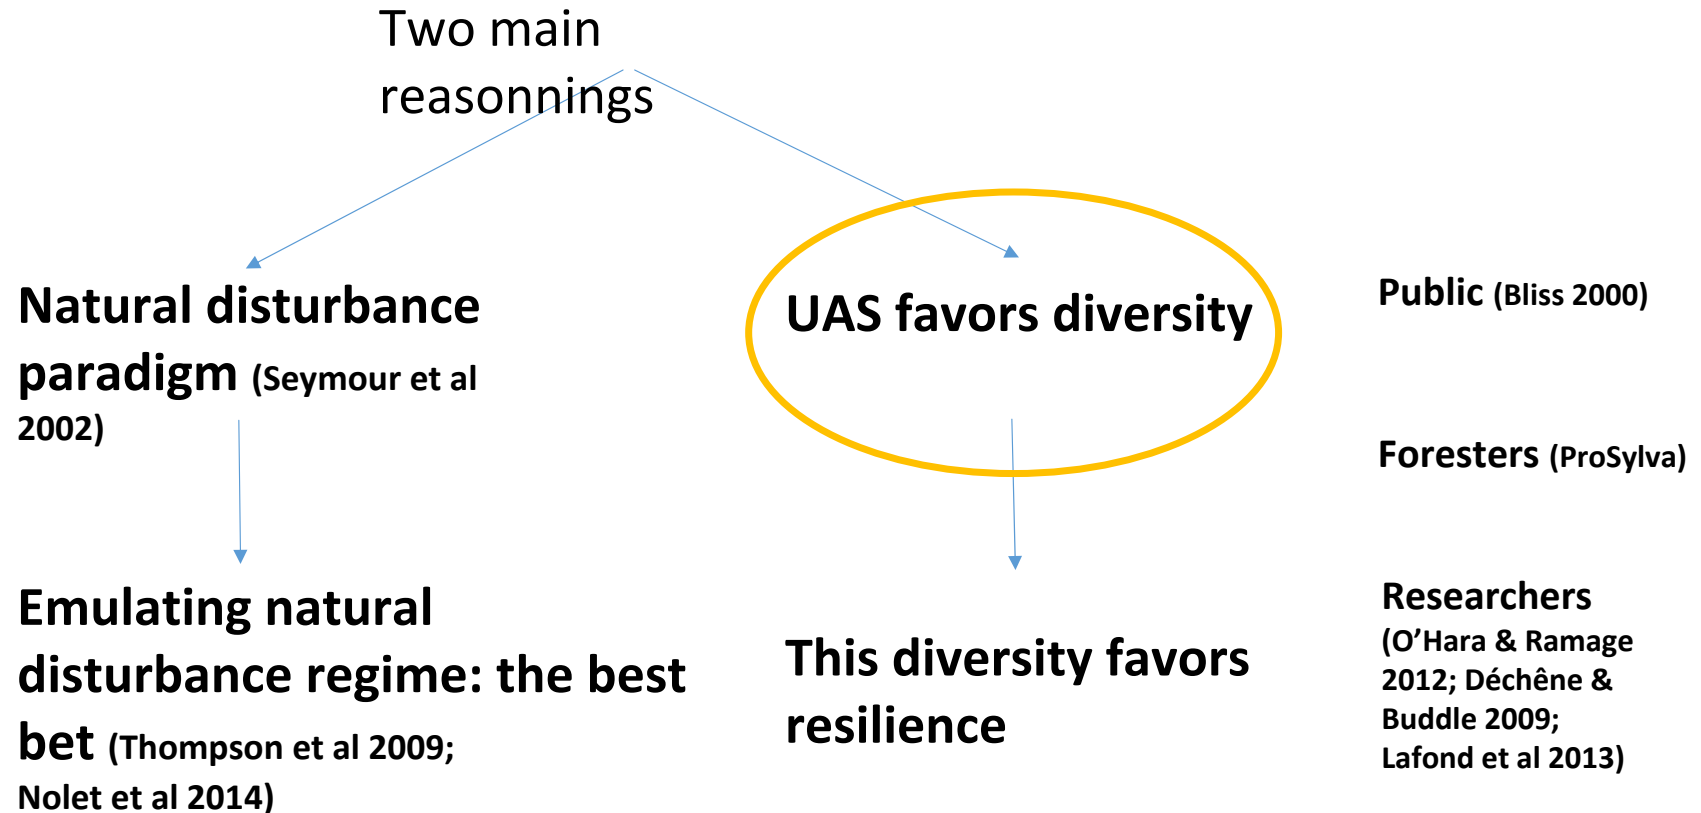 Two main
reasonnings
Natural disturbance
paradigm (Seymour et al
2002)
Emulating natural
disturbance regime: the best
bet (Thompson et al 2009;
Nolet et al 2014)
UAS favors diversity
This diversity favors
resilience
Public (Bliss 2000)
Foresters (ProSylva)
Researchers
(O’Hara & Ramage
2012; Déchêne &
Buddle 2009;
Lafond et al 2013)